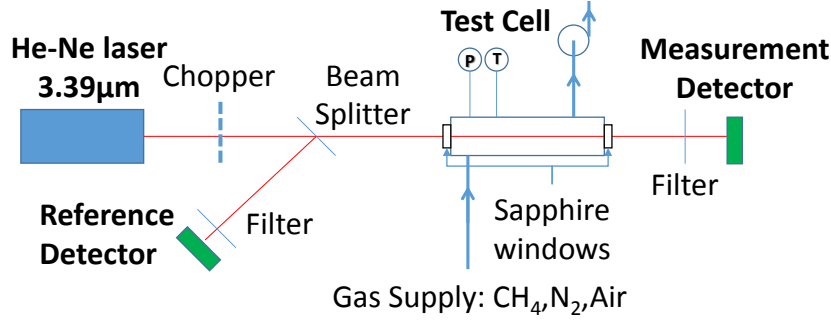 He-Ne laser
3.39µm
Chopper
Beam
Splitter
Test Cell
P
T
Measurement
Detector
Filter
Reference
Detector
Filter
Sapphire
windows
Gas Supply: CH₄,N₂,Air